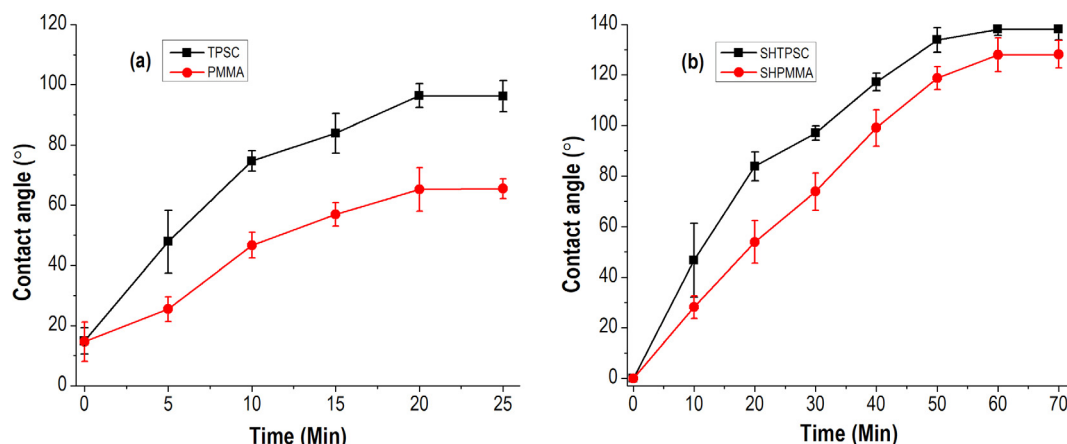 120
100
80
60
40
20
0
Contact angle (°)
(a)
TPSC
PMMA
0 5 10 15 20 25
Time (Min)
140
120
100
80
60
40
20
0
Contact angle (°)
SHTPSC
(b)
SHPMMA
0 10 20 30 40 50 60 70
Time (Min)